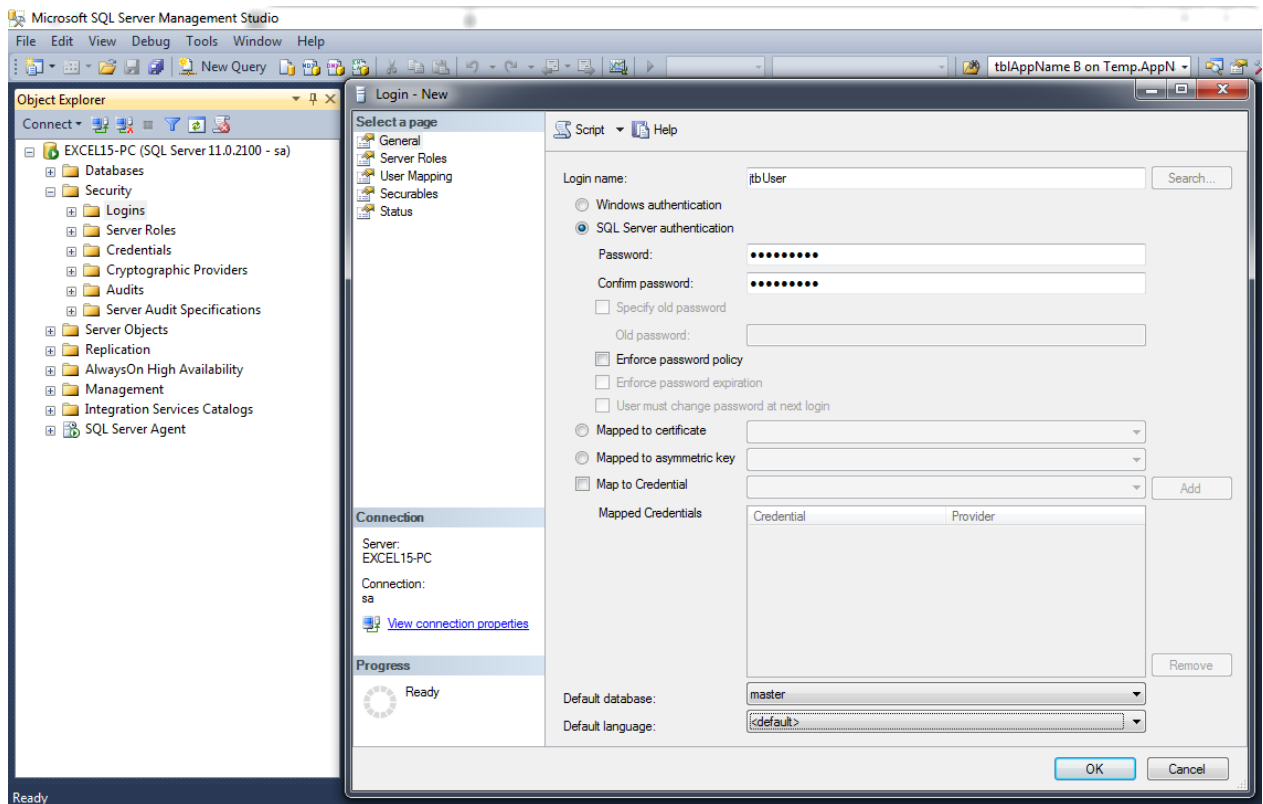 Microsoft SQL Server Management Studio
File Edit View Debug Tools Window Help
New Query
tblAppName B on Temp.AppN
Object Explorer
Connect
EXCEL15-PC (SQL Server 11.0.2100 - sa)
Databases
Security
Logins
Server Roles
Credentials
Cryptographic Providers
Audits
Server Audit Specifications
Server Objects
Replication
AlwaysOn High Availability
Management
Integration Services Catalogs
SQL Server Agent
Ready
Login - New
Select a page
General
Server Roles
User Mapping
Securables
Status
Connection
Server:
EXCEL15-PC
Connection:
sa
View connection properties
Progress
Ready
Script Help
Login name: jtbUser Search...
Windows authentication
SQL Server authentication
Password: ●●●●●●●●●
Confirm password: ●●●●●●●●●
Specify old password
Old password:
Enforce password policy
Enforce password expiration
User must change password at next login
Mapped to certificate
Mapped to asymmetric key
Map to Credential Add
Mapped Credentials Credential Provider
Remove
Default database: master
Default language: <default>
OK Cancel